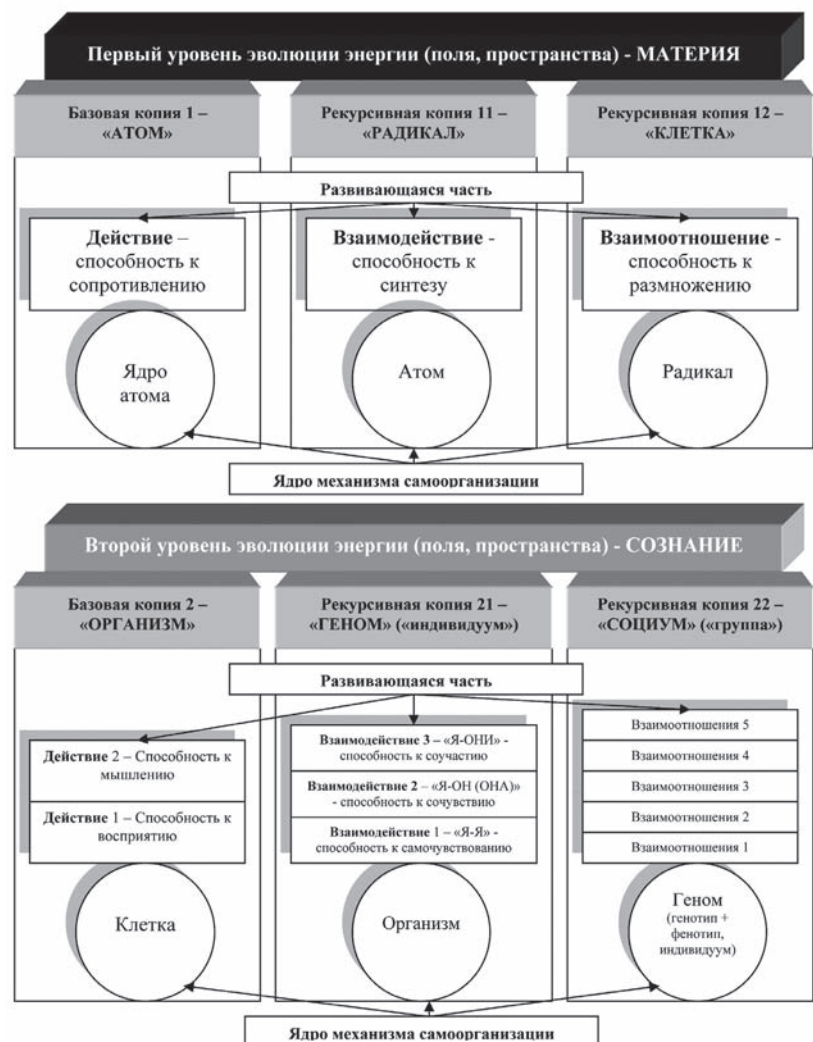 Первый уровень эволюции энергии (поля, пространства) - МАТЕРИЯ
Базовая копия 1 –
«АТОМ»
Рекурсивная копия 11 –
«РАДИКАЛ»
Рекурсивная копия 12 –
«КЛЕТКА»
Развивающаяся часть
Действие –
способность к
сопротивлению
Взаимодействие -
способность к
синтезу
Взаимоотношение -
способность к
размножению
Ядро
атома
Атом
Радикал
Ядро механизма самоорганизации
Второй уровень эволюции энергии (поля, пространства) - СОЗНАНИЕ
Базовая копия 2 –
«ОРГАНИЗМ»
Рекурсивная копия 21 –
«ГЕНОМ» («индивидуум»)
Рекурсивная копия 22 –
«СОЦИУМ» («группа»)
Развивающаяся часть
Действие 2 – Способность к
мышлению
Действие 1 – Способность к
восприятию
Взаимодействие 3 – «Я-ОНИ» -
способность к соучастию
Взаимодействие 2 – «Я-ОН (ОНА)»
- способность к сочувствию
Взаимодействие 1 – «Я-Я» –
способность к самочувствованию
Взаимоотношения 5
Взаимоотношения 4
Взаимоотношения 3
Взаимоотношения 2
Взаимоотношения 1
Клетка
Организм
Геном
(генотип +
фенотип,
индивидуум)
Ядро механизма самоорганизации